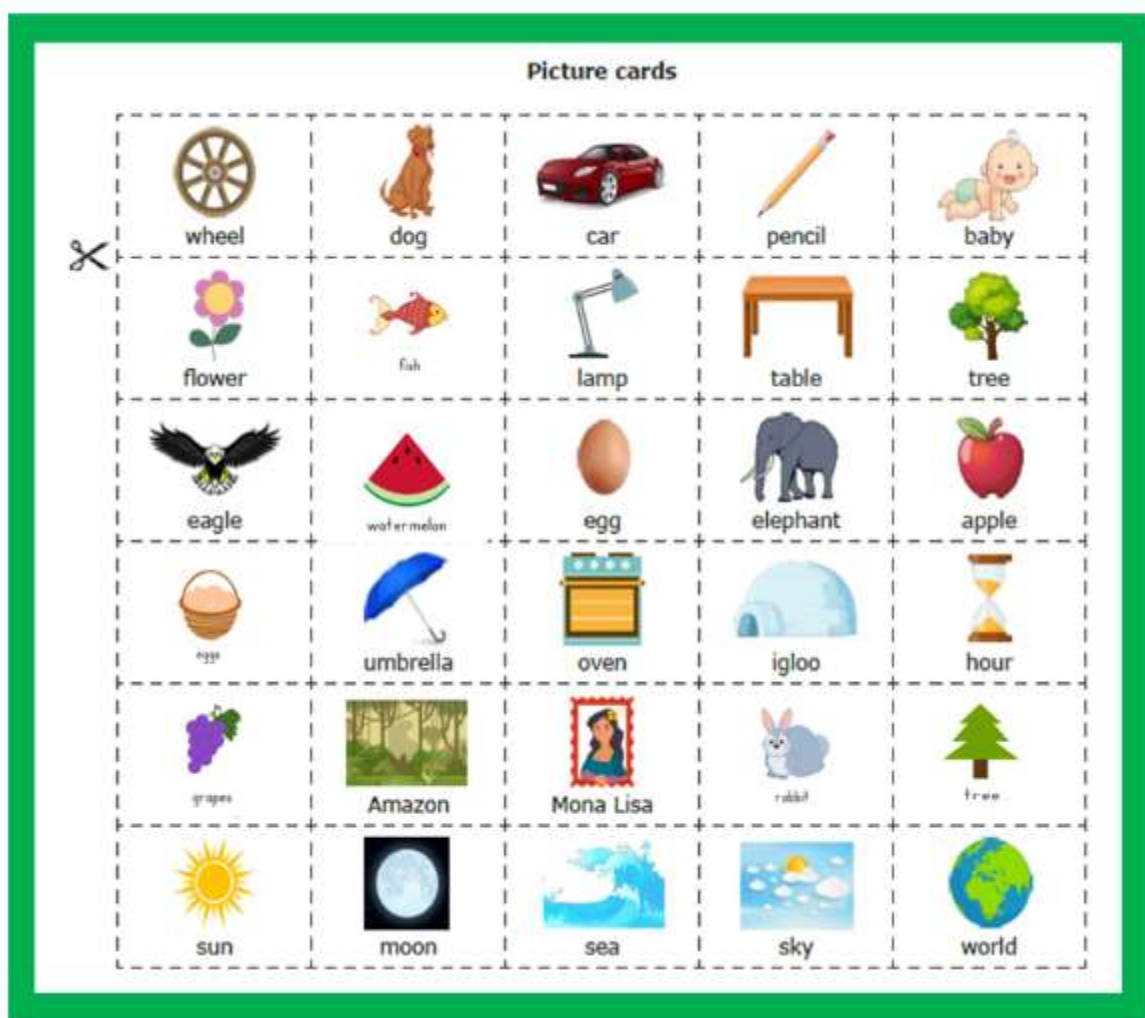 Picture cards
wheel dog car pencil baby
flower fish lamp table tree
eagle watermelon egg elephant apple
eggs umbrella oven igloo hour
grapes Amazon Mona Lisa rabbit tree
sun moon sea sky world